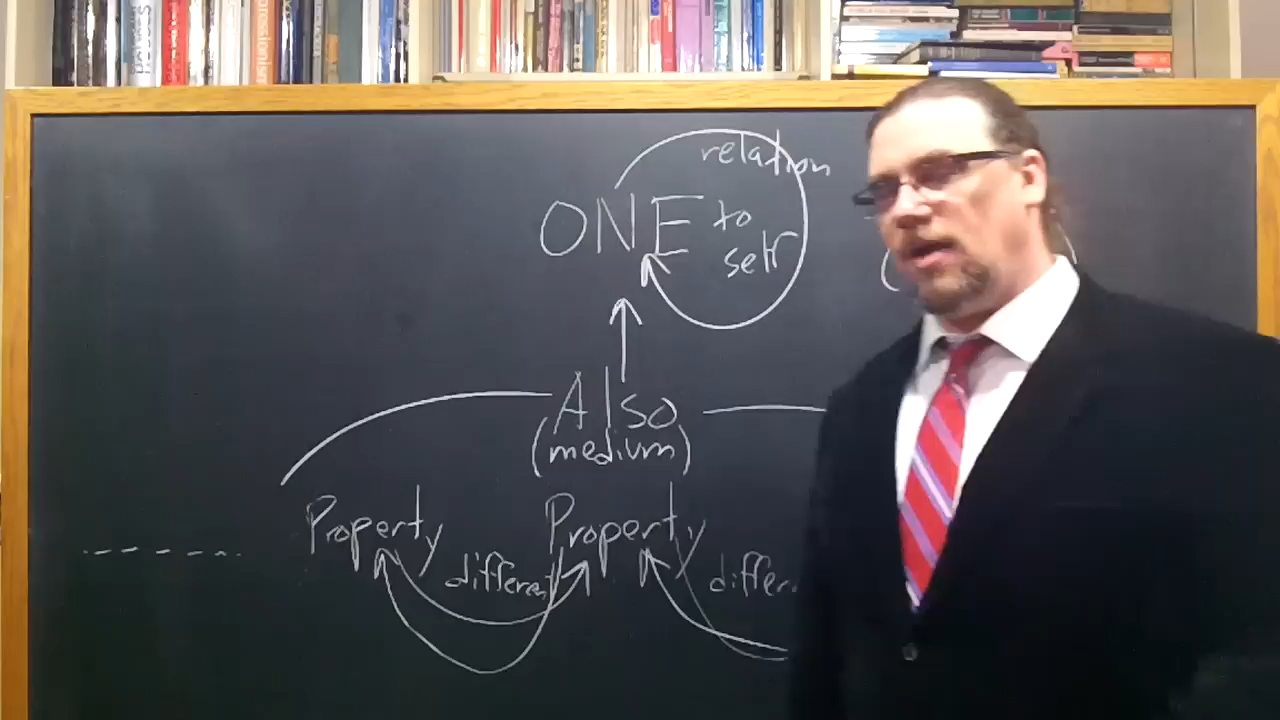 relation
ONE to
self
Also
(medium)
Property Property
different differ